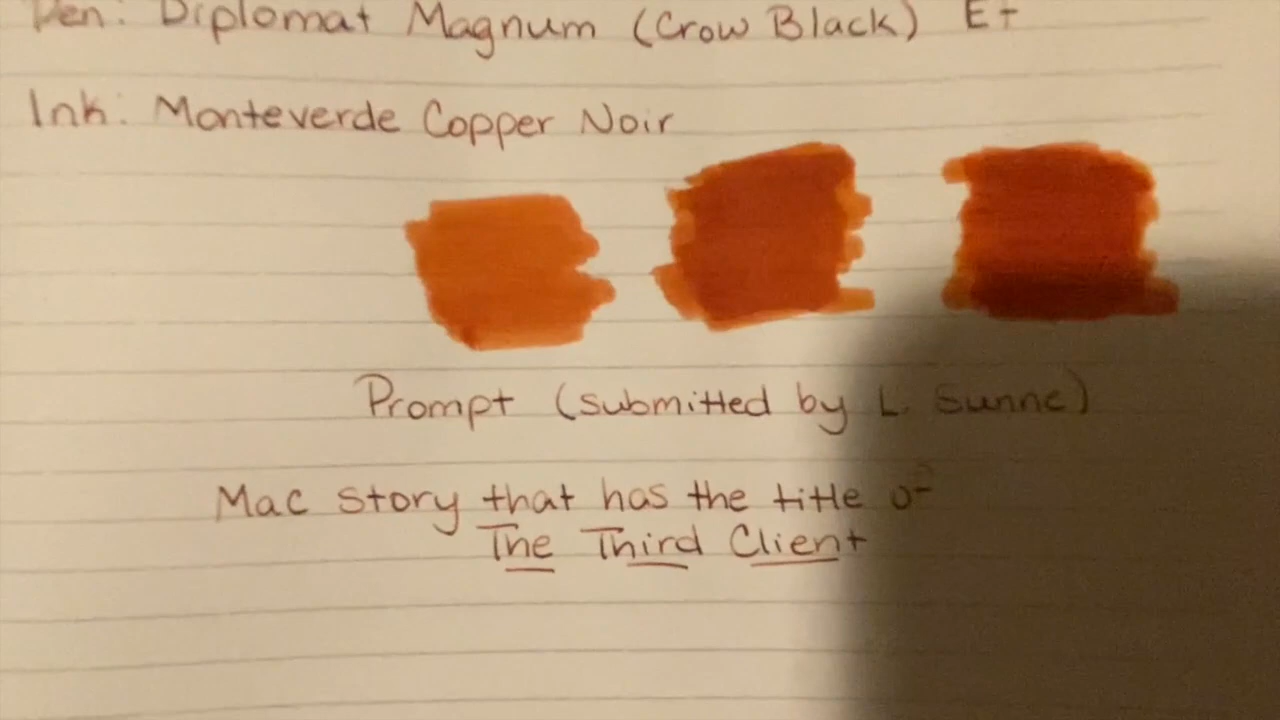 Pen: Diplomat Magnum (Crow Black) EF
Ink: Monteverde Copper Noir
Prompt (submitted by L. Sunne)
Mac story that has the title of
The Third Client